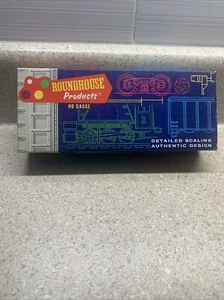 ROUNDHOUSE
Products
HO GAUGE
DETAILED SCALING
AUTHENTIC DESIGN